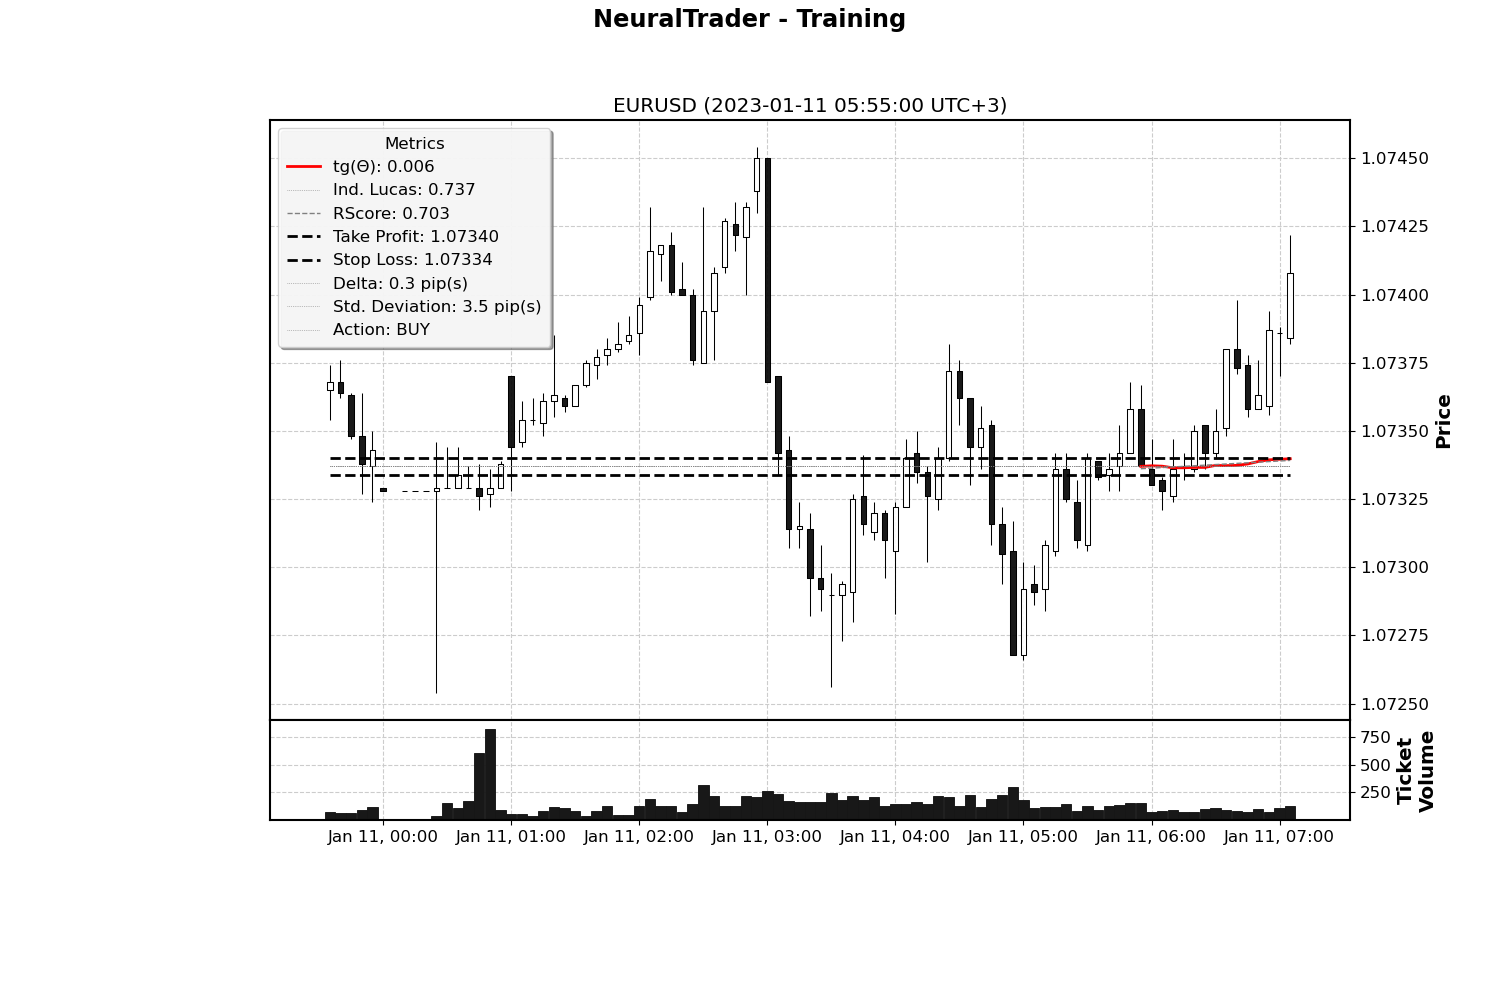 NeuralTrader - Training
EURUSD (2023-01-11 05:55:00 UTC+3)
Metrics
tg(Θ): 0.006
Ind. Lucas: 0.737
RScore: 0.703
Take Profit: 1.07340
Stop Loss: 1.07334
Delta: 0.3 pip(s)
Std. Deviation: 3.5 pip(s)
Action: BUY
1.07450
1.07425
1.07400
1.07375
1.07350
1.07325
1.07300
1.07275
1.07250
Price
750
500
250
Ticket
Volume
Jan 11, 00:00 Jan 11, 01:00 Jan 11, 02:00 Jan 11, 03:00 Jan 11, 04:00 Jan 11, 05:00 Jan 11, 06:00 Jan 11, 07:00